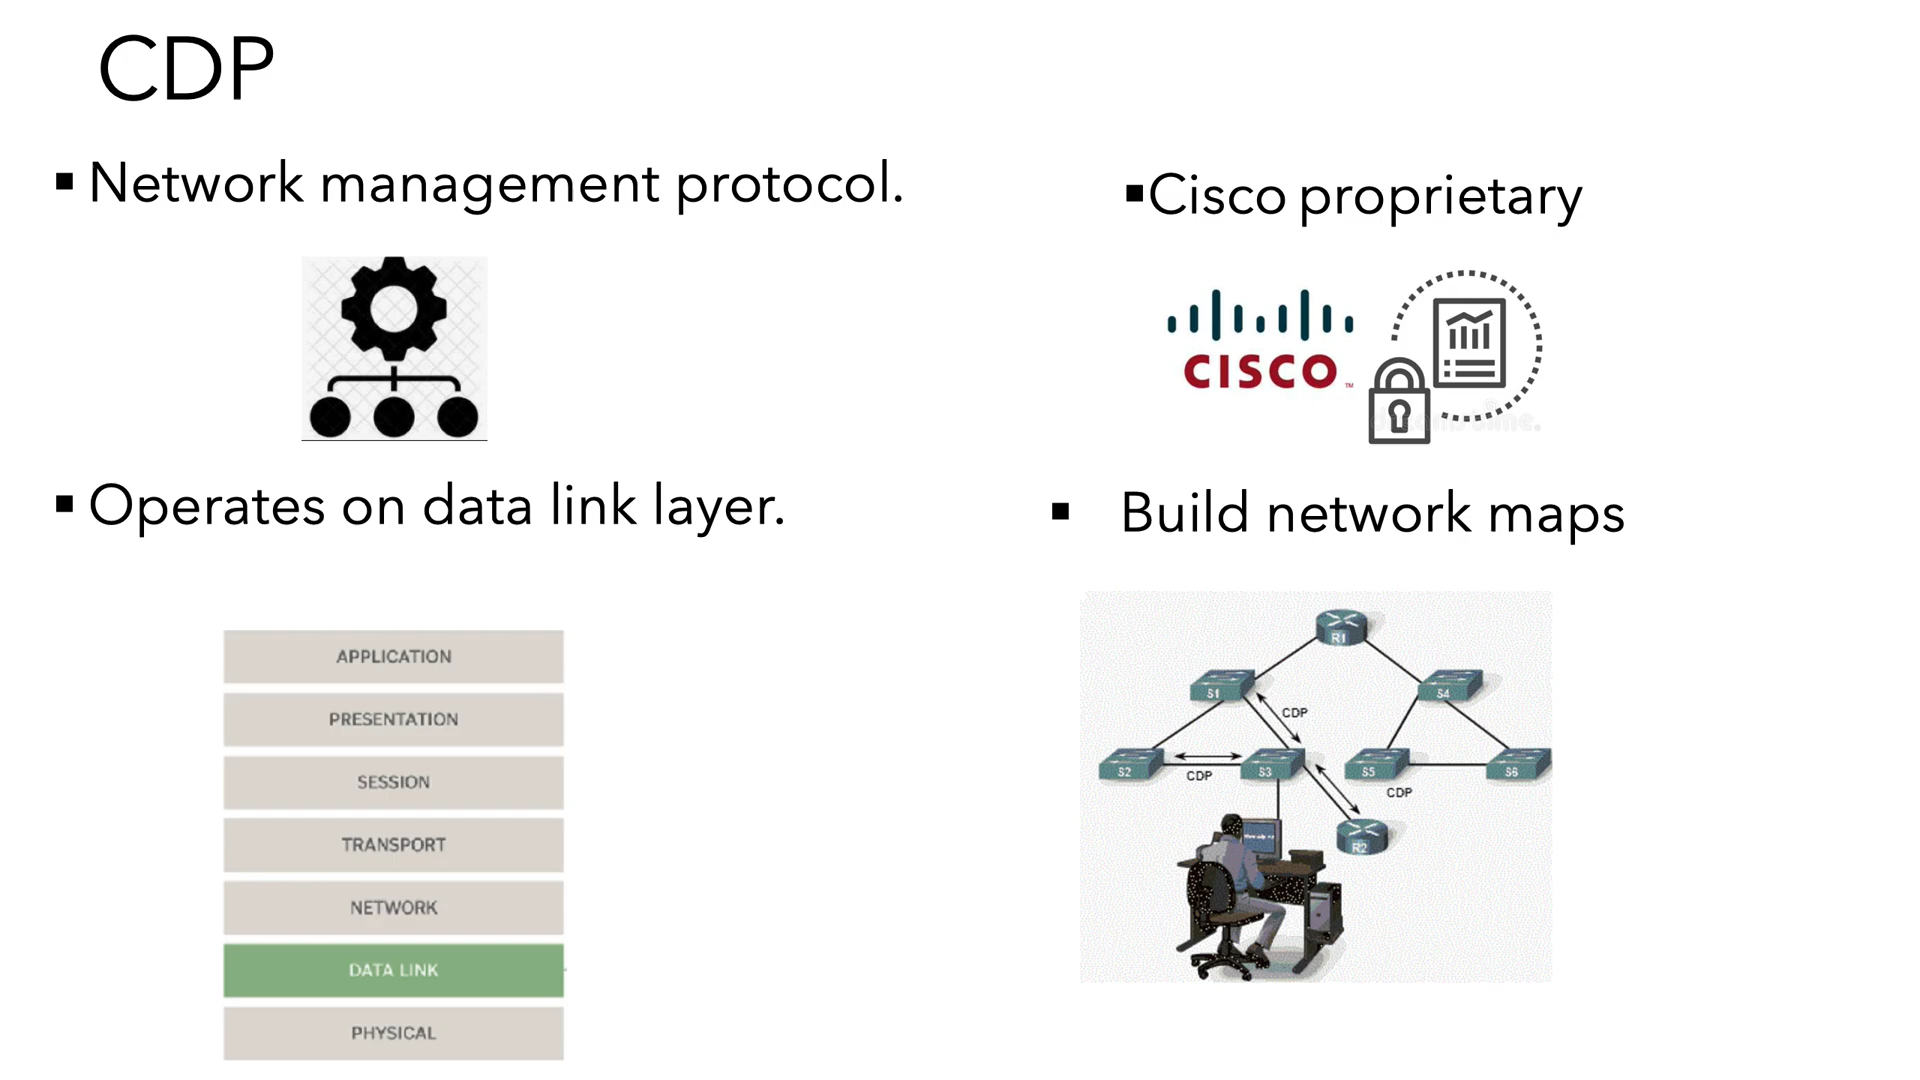 CDP
▪ Network management protocol.
▪Cisco proprietary
CISCO™
▪ Operates on data link layer.
▪ Build network maps
APPLICATION
PRESENTATION
SESSION
TRANSPORT
NETWORK
DATA LINK
PHYSICAL
R1
S1
S4
CDP
S2
CDP
S3
S5
S6
CDP
R2